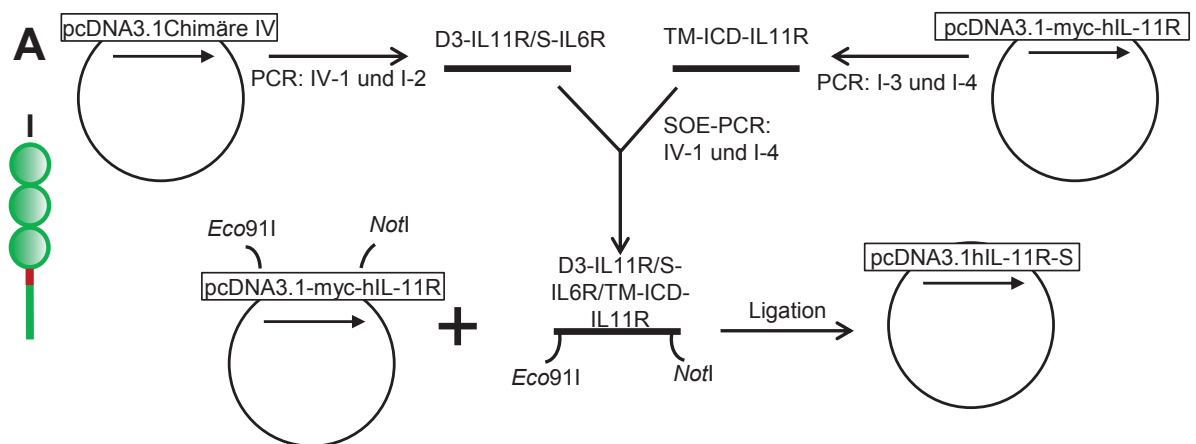 A
pcDNA3.1Chimäre IV
PCR: IV-1 und I-2
D3-IL11R/S-IL6R
TM-ICD-IL11R
PCR: I-3 und I-4
pcDNA3.1-myc-hIL-11R
I
SOE-PCR:
IV-1 und I-4
Eco91I
NotI
pcDNA3.1-myc-hIL-11R
+
D3-IL11R/S-
IL6R/TM-ICD-
IL11R
Eco91I
NotI
Ligation
pcDNA3.1hIL-11R-S